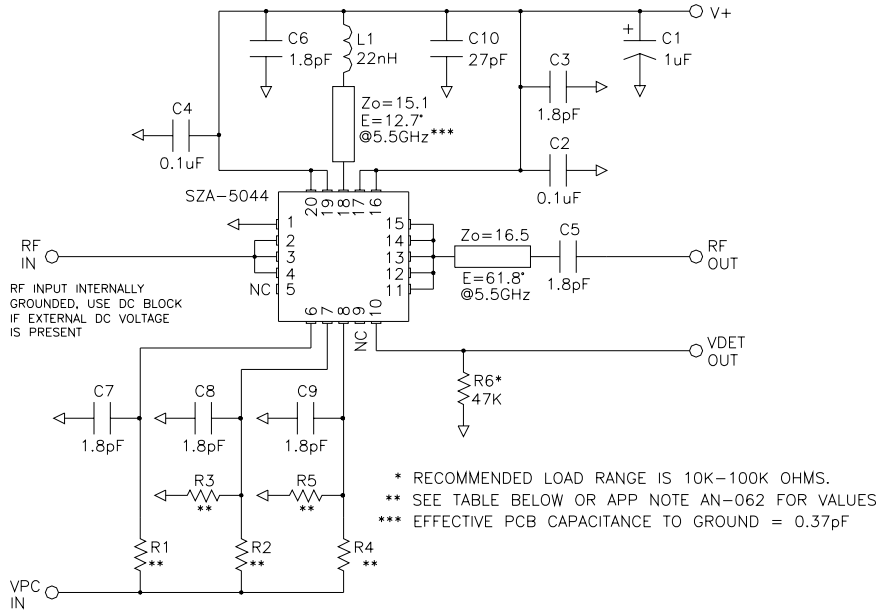 V+
C6
1.8pF
L1
22nH
C10
27pF
C3
1.8pF
+
C1
1uF
C4
0.1uF
Zo=15.1
E=12.7°
@5.5GHz***
C2
0.1uF
SZA-5044
20
19
18
17
16
1
2
3
4
5
NC
15
14
13
12
11
6
7
8
9
10
NC
RF
IN
RF INPUT INTERNALLY
GROUNDED, USE DC BLOCK
IF EXTERNAL DC VOLTAGE
IS PRESENT
Zo=16.5
E=61.8°
@5.5GHz
C5
1.8pF
RF
OUT
VDET
OUT
R6*
47K
C7
1.8pF
C8
1.8pF
C9
1.8pF
R3
**
R5
**
R1
**
R2
**
R4
**
VPC
IN
* RECOMMENDED LOAD RANGE IS 10K-100K OHMS.
** SEE TABLE BELOW OR APP NOTE AN-062 FOR VALUES
*** EFFECTIVE PCB CAPACITANCE TO GROUND = 0.37pF